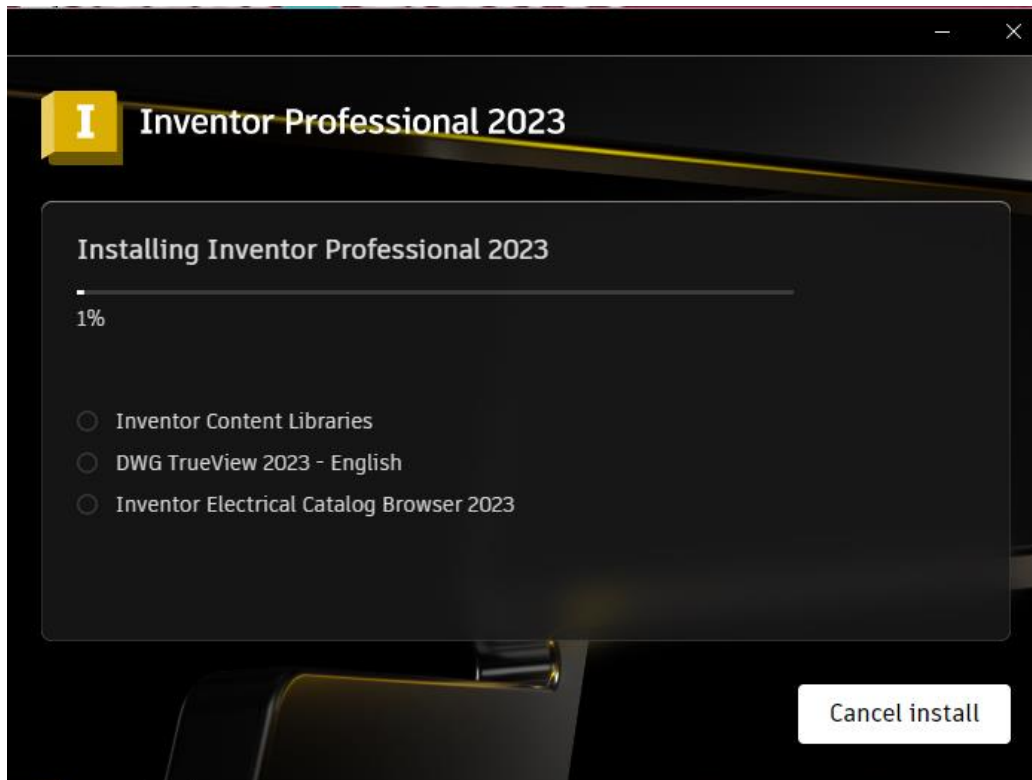 I Inventor Professional 2023
Installing Inventor Professional 2023
1%
Inventor Content Libraries
DWG TrueView 2023 - English
Inventor Electrical Catalog Browser 2023
Cancel install